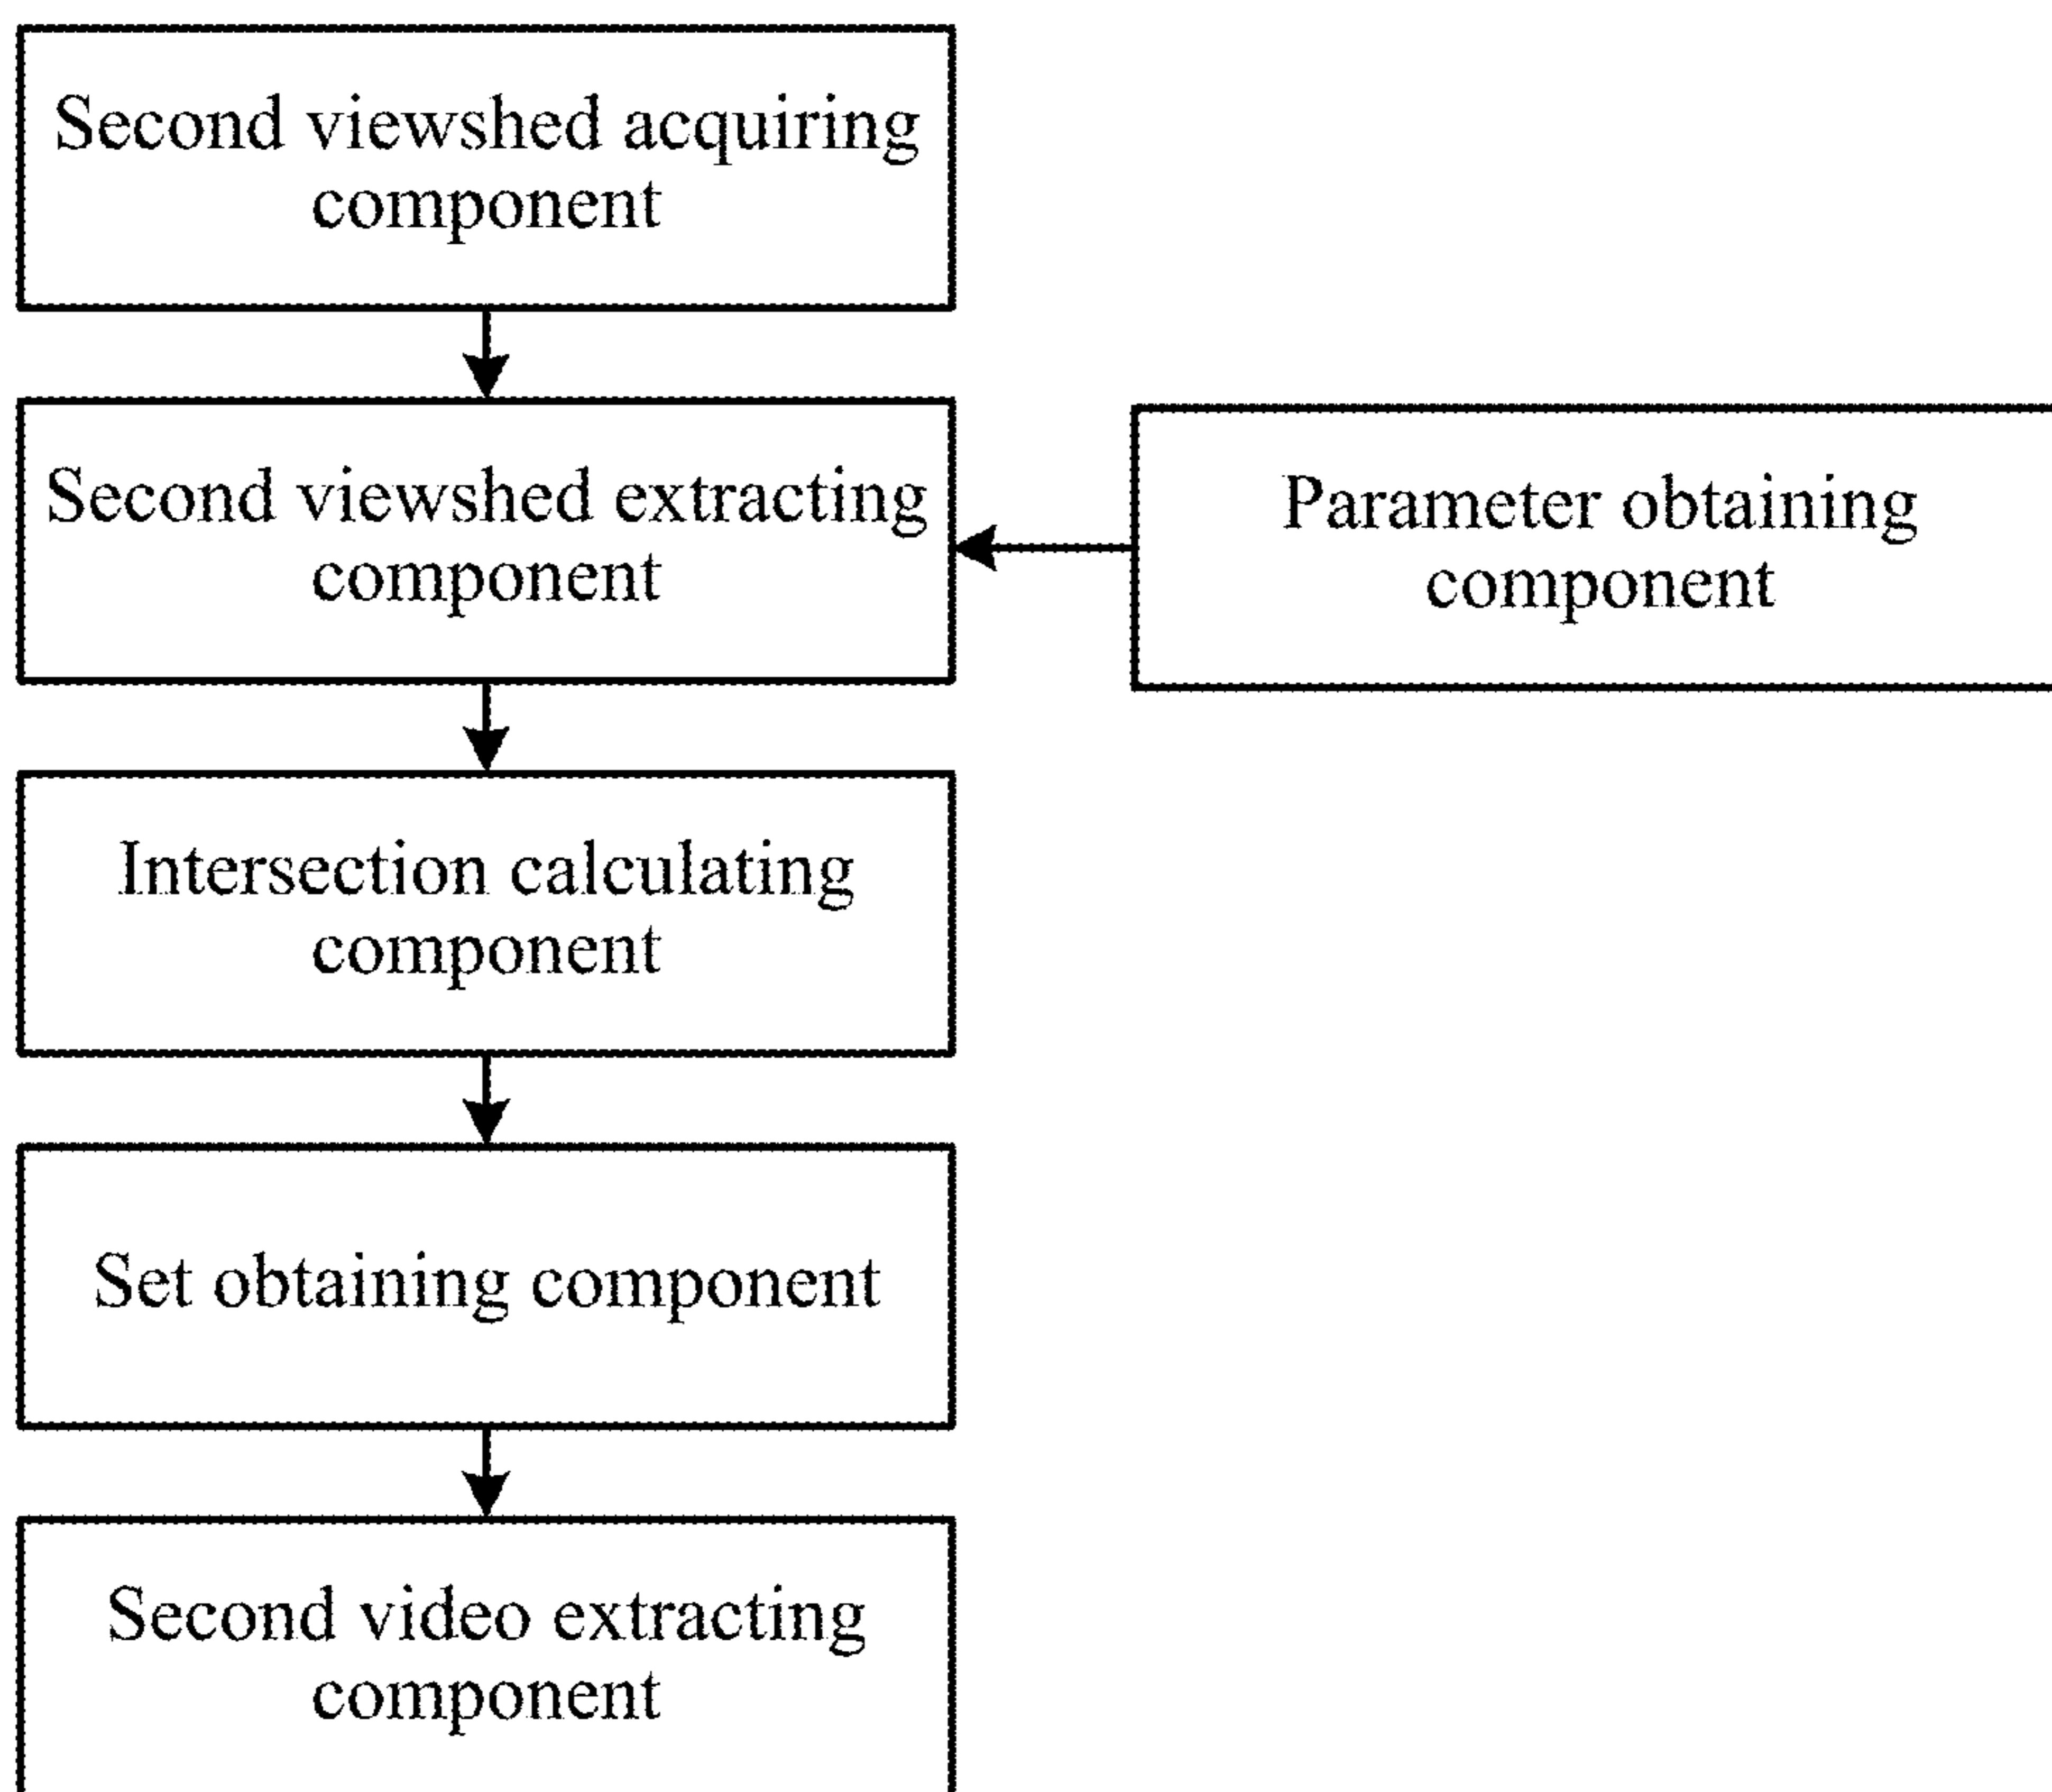 Second viewshed acquiring
component
Second viewshed extracting
component
Parameter obtaining
component
Intersection calculating
component
Set obtaining component
Second video extracting
component